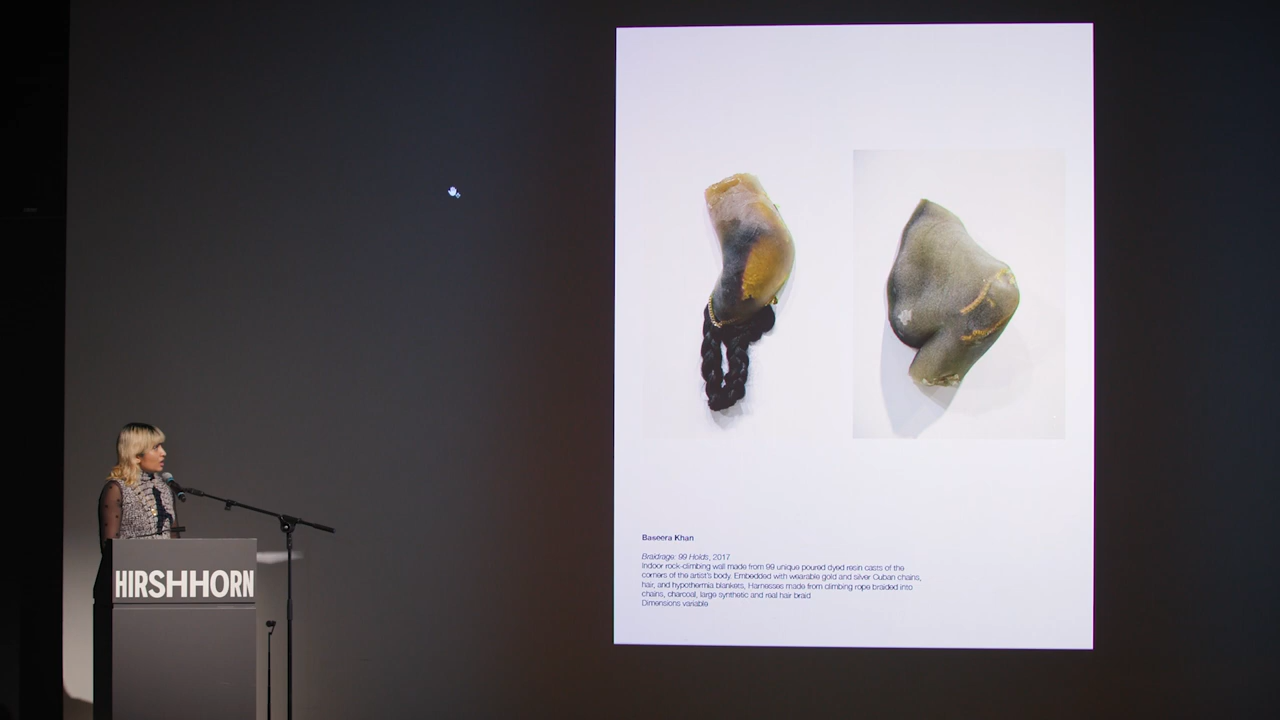 HIRSHHORN
Baseera Khan
Braidrage: 99 Holds, 2017
Indoor rock-climbing wall made from 99 unique poured dyed resin casts of the
corners of the artist's body. Embedded with wearable gold and silver Cuban chains,
hair, and hypothermia blankets, Harnesses made from climbing rope braided into
chains, charcoal, large synthetic and real hair braid
Dimensions variable